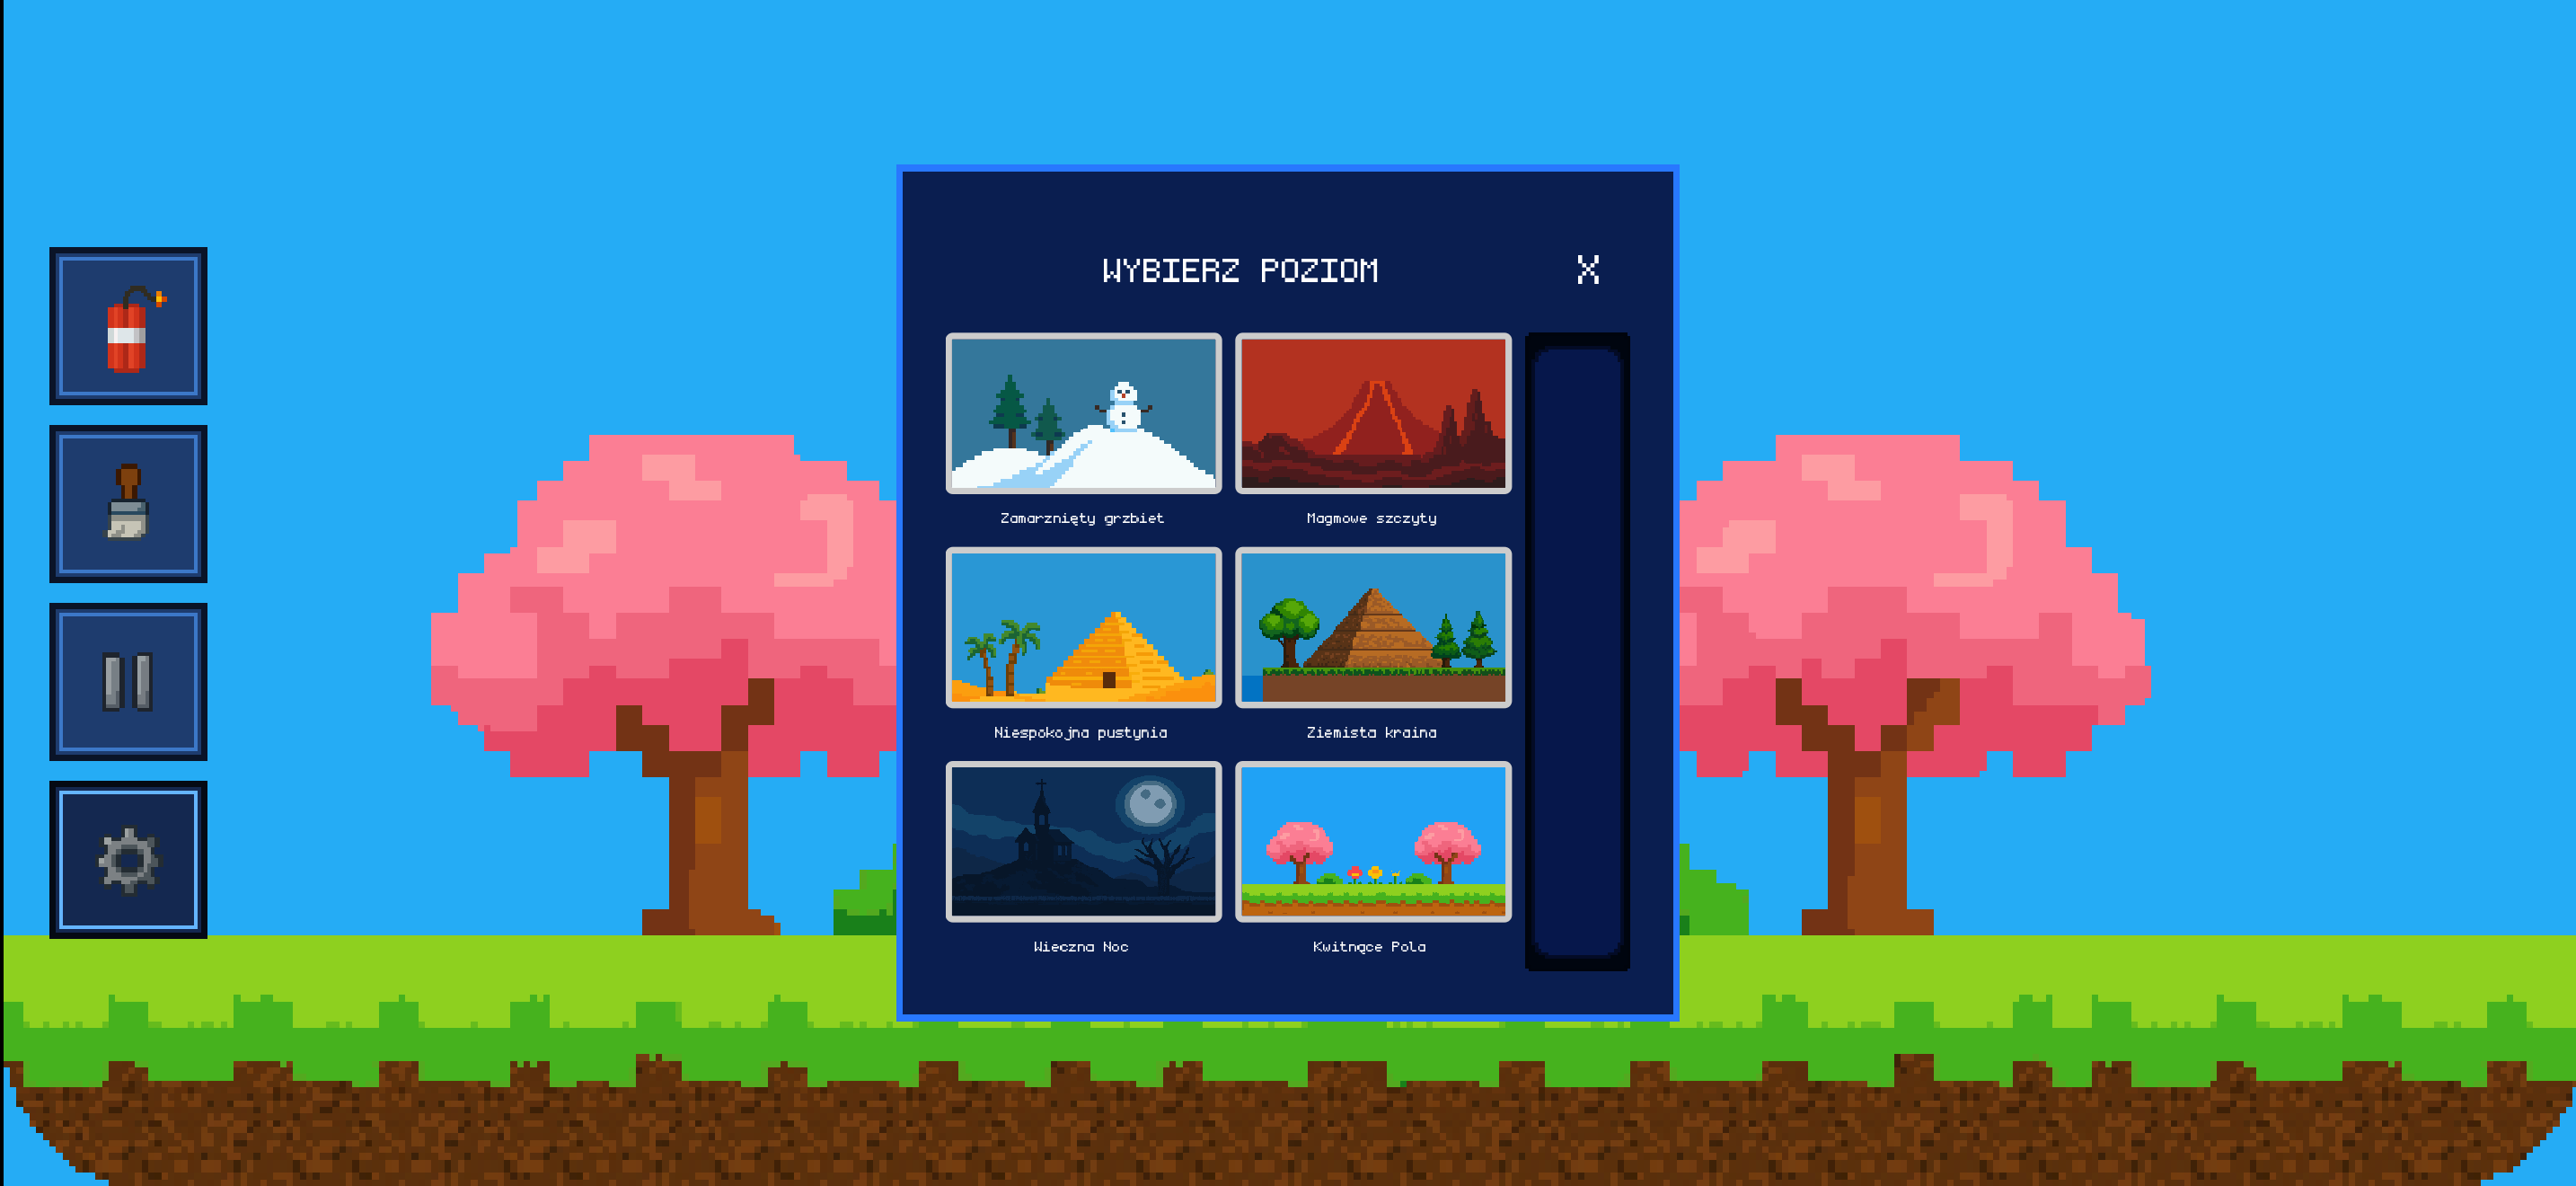 WYBIERZ POZIOM X
Zamarznięty grzbiet
Magmowe szczyty
Niespokojna pustynia
Ziemista kraina
Wieczna Noc
Kwitnące Pola